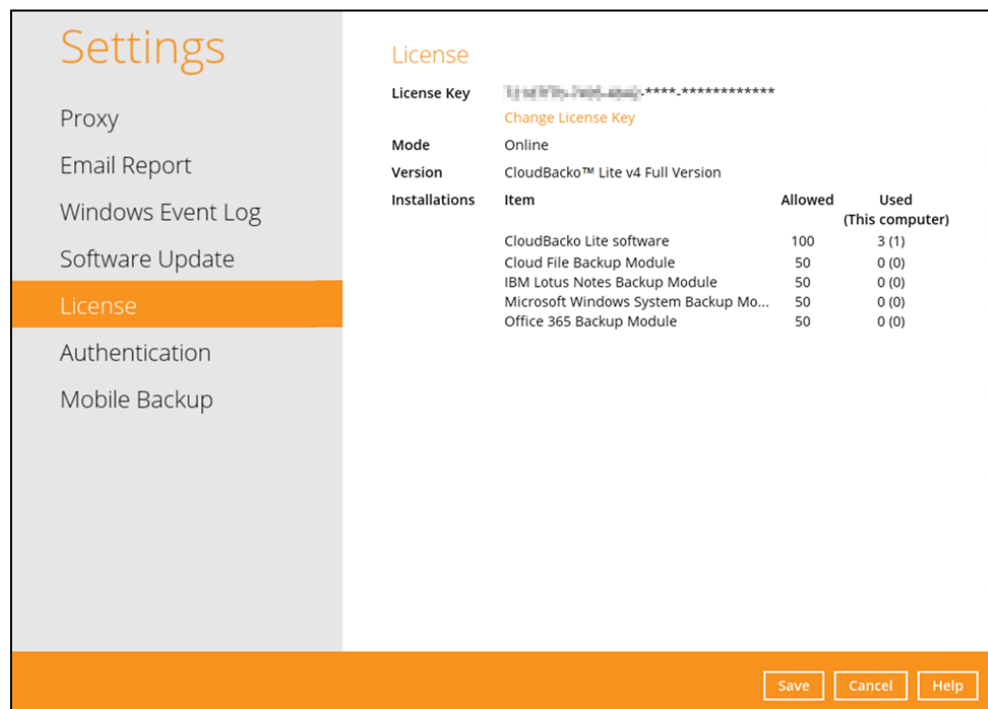 Settings
Proxy
Email Report
Windows Event Log
Software Update
License
Authentication
Mobile Backup
License
License Key -****-************
Change License Key
Mode Online
Version CloudBacko™ Lite v4 Full Version
Installations Item Allowed Used
(This computer)
CloudBacko Lite software 100 3 (1)
Cloud File Backup Module 50 0 (0)
IBM Lotus Notes Backup Module 50 0 (0)
Microsoft Windows System Backup Mo... 50 0 (0)
Office 365 Backup Module 50 0 (0)
Save Cancel Help